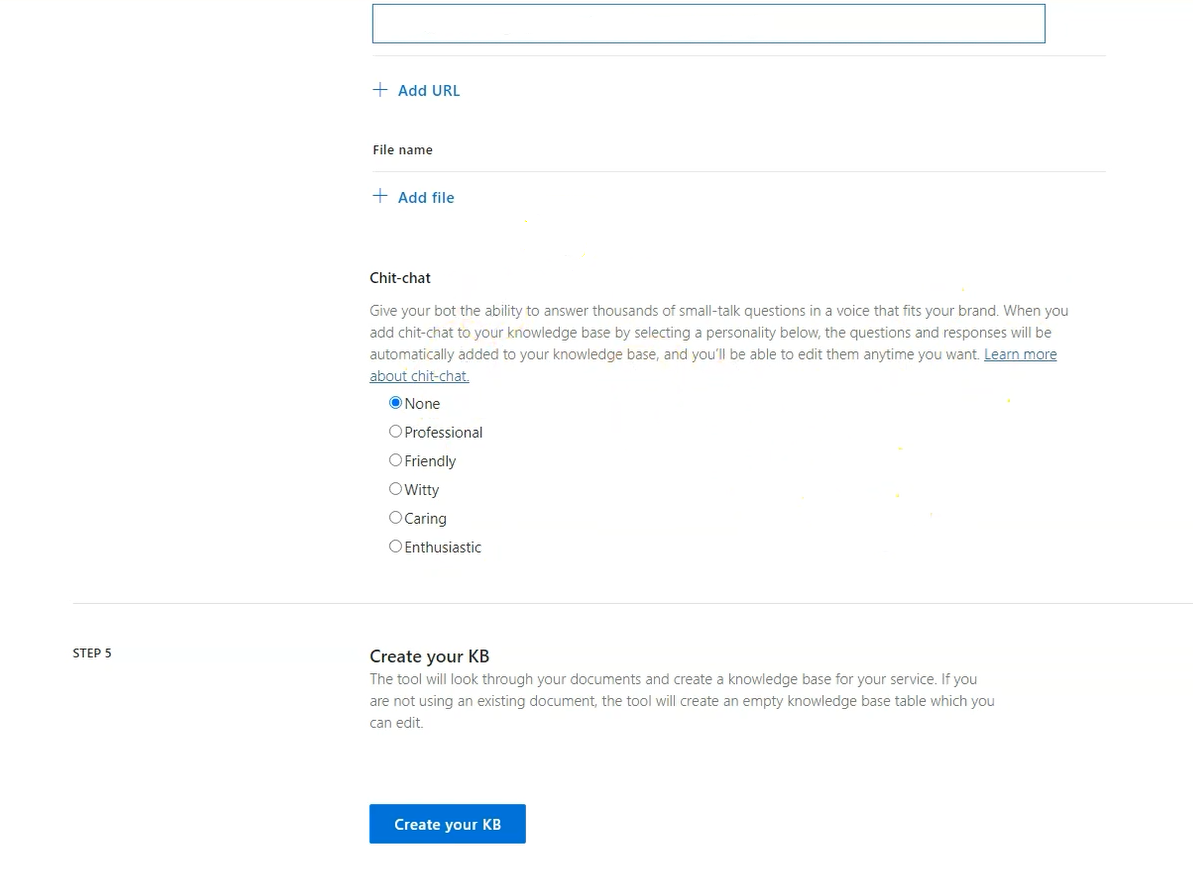 Add URL
File name
Add file
Chit-chat
Give your bot the ability to answer thousands of small-talk questions in a voice that fits your brand. When you
add chit-chat to your knowledge base by selecting a personality below, the questions and responses will be
automatically added to your knowledge base, and you'll be able to edit them anytime you want. Learn more
about chit-chat.
None
Professional
Friendly
Witty
Caring
Enthusiastic
STEP 5
Create your KB
The tool will look through your documents and create a knowledge base for your service. If you
are not using an existing document, the tool will create an empty knowledge base table which you
can edit.
Create your KB